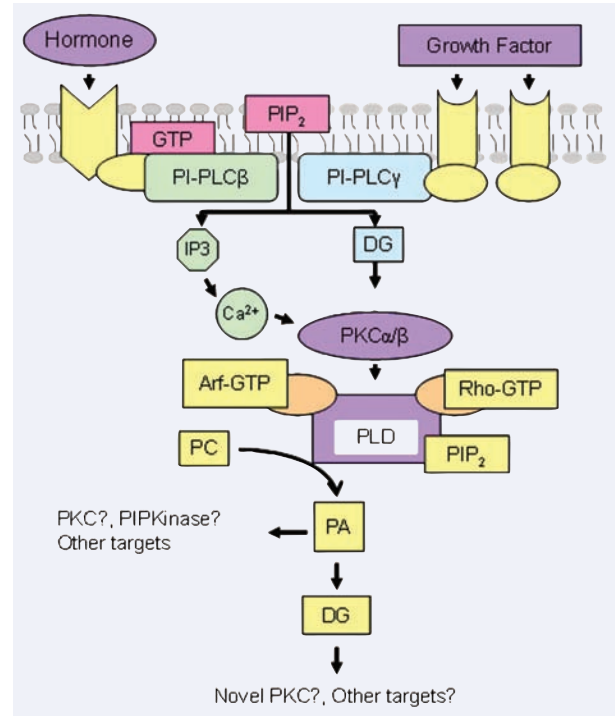 Hormone
Growth Factor
PIP₂
GTP
PI-PLCβ
PI-PLCγ
IP3
DG
Ca²⁺
PKCα/β
Arf-GTP
Rho-GTP
PLD
PC
PIP₂
PKC?, PIPKinase?
Other targets
PA
DG
Novel PKC?, Other targets?